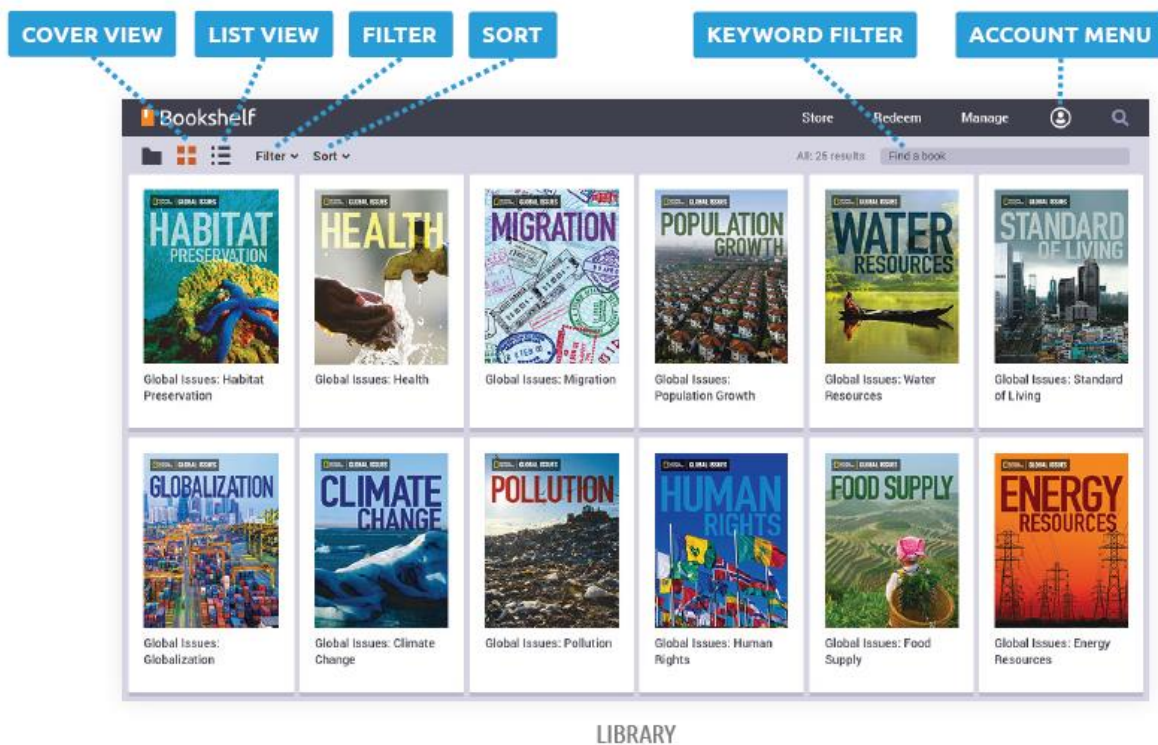 COVER VIEW LIST VIEW FILTER SORT KEYWORD FILTER ACCOUNT MENU
Bookshelf Store Redeem Manage
Filter Sort All: 26 results Find a book
GLOBAL ISSUES
HABITAT
PRESERVATION
Global Issues: Habitat
Preservation
GLOBAL ISSUES
HEALTH
Global Issues: Health
GLOBAL ISSUES
MIGRATION
Global Issues: Migration
GLOBAL ISSUES
POPULATION
GROWTH
Global Issues:
Population Growth
GLOBAL ISSUES
WATER
RESOURCES
Global Issues: Water
Resources
GLOBAL ISSUES
STANDARD
OF LIVING
Global Issues: Standard
of Living
GLOBAL ISSUES
GLOBALIZATION
Global Issues:
Globalization
GLOBAL ISSUES
CLIMATE
CHANGE
Global Issues: Climate
Change
GLOBAL ISSUES
POLLUTION
Global Issues: Pollution
GLOBAL ISSUES
HUMAN
RIGHTS
Global Issues: Human
Rights
GLOBAL ISSUES
FOOD SUPPLY
Global Issues: Food
Supply
GLOBAL ISSUES
ENERGY
RESOURCES
Global Issues: Energy
Resources
LIBRARY